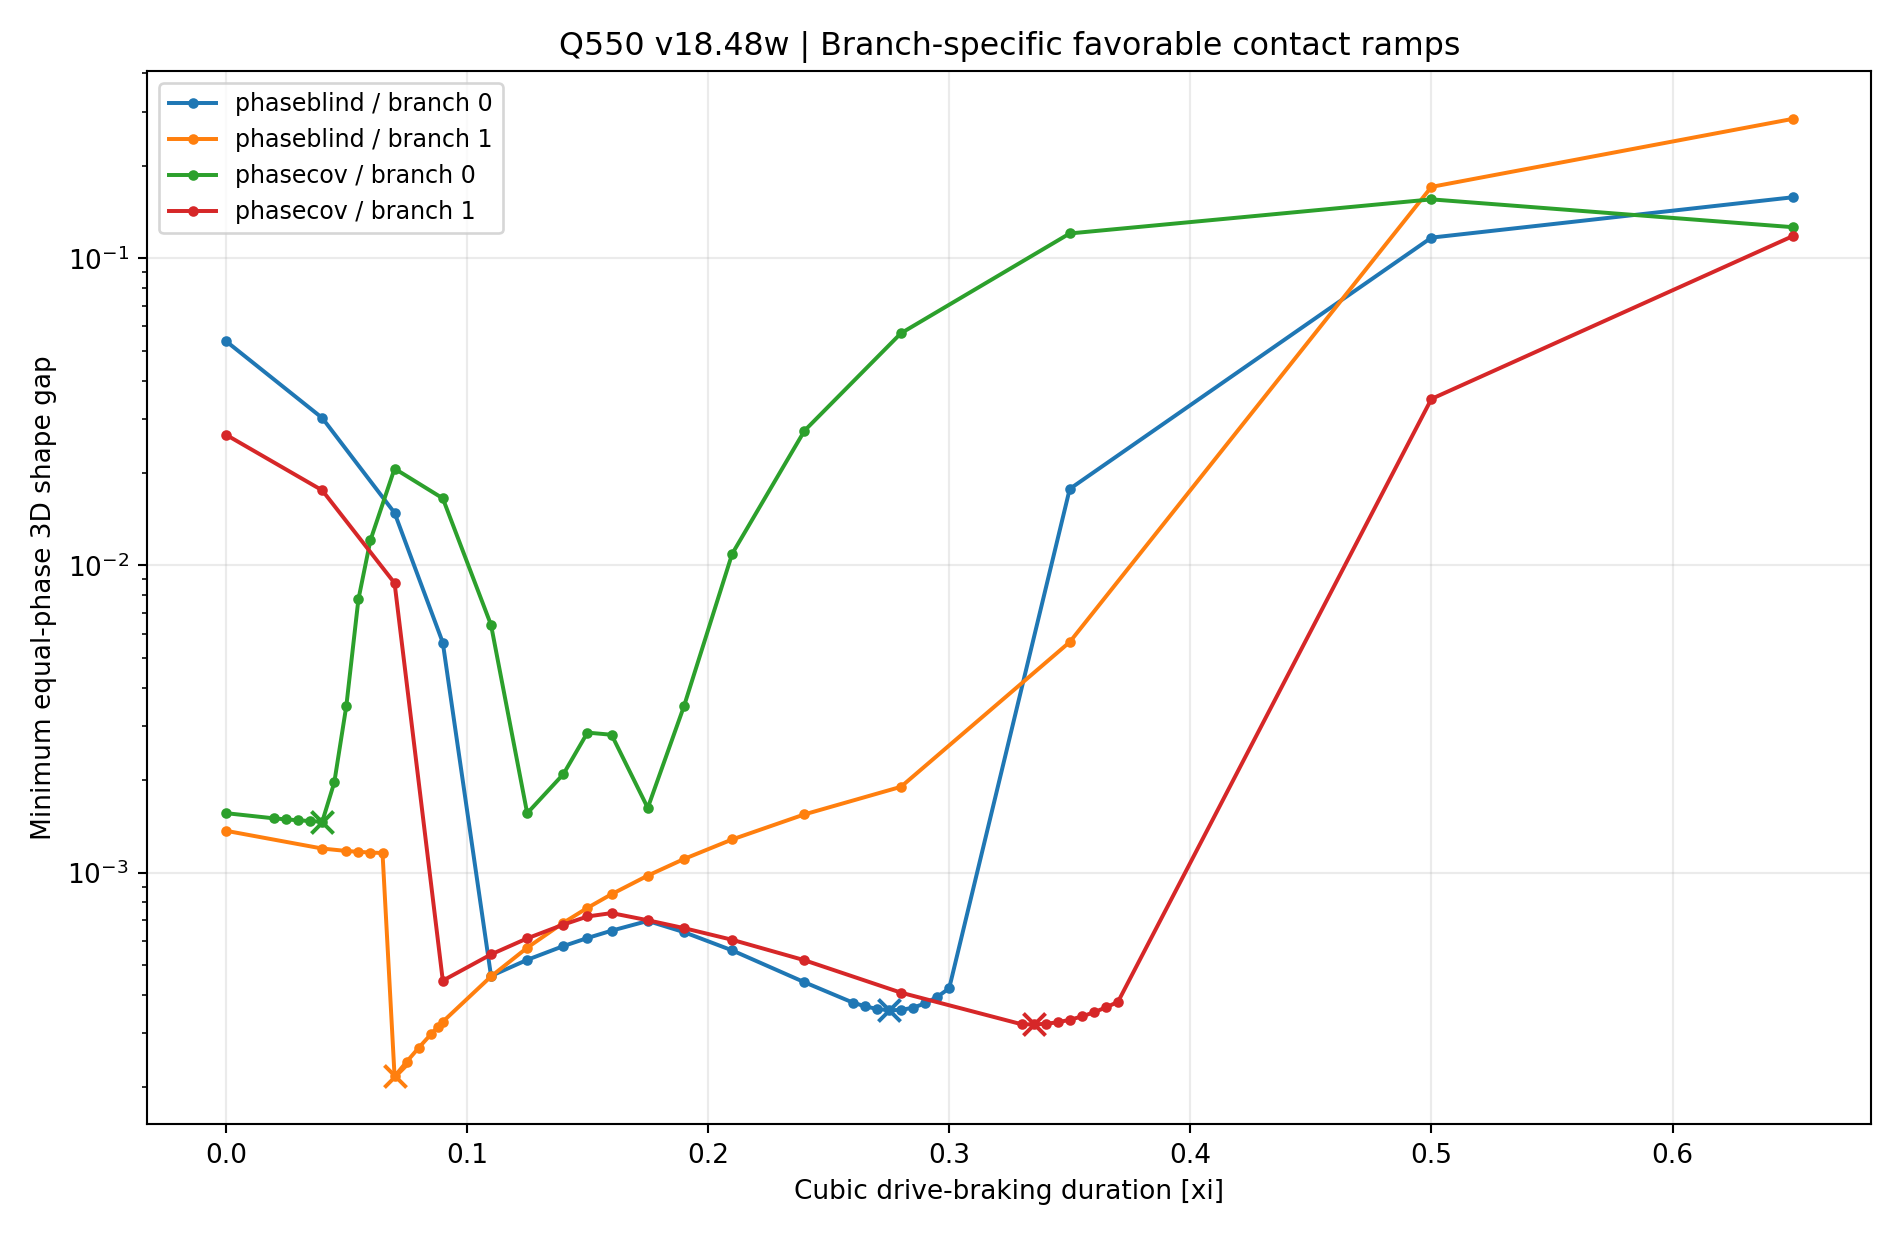 Q550 v18.48w | Branch-specific favorable contact ramps
phaseblind / branch 0
phaseblind / branch 1
phasecov / branch 0
phasecov / branch 1
Minimum equal-phase 3D shape gap
10⁻¹
10⁻²
10⁻³
0.0 0.1 0.2 0.3 0.4 0.5 0.6
Cubic drive-braking duration [xi]